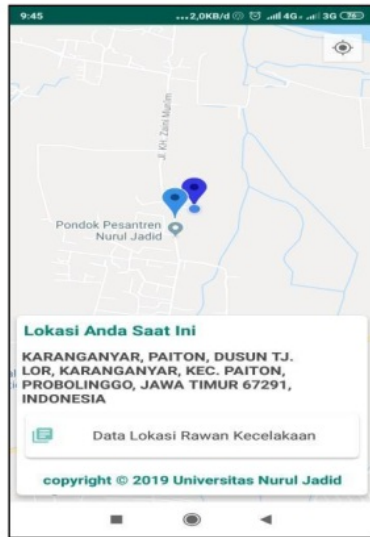 9:45
...2,0KB/d 4G 3G 76
Jl. KH. Zaini Munim
Pondok Pesantren
Nurul Jadid
Lokasi Anda Saat Ini
KARANGANYAR, PAITON, DUSUN TJ.
LOR, KARANGANYAR, KEC. PAITON,
PROBOLINGGO, JAWA TIMUR 67291,
INDONESIA
Data Lokasi Rawan Kecelakaan
copyright © 2019 Universitas Nurul Jadid